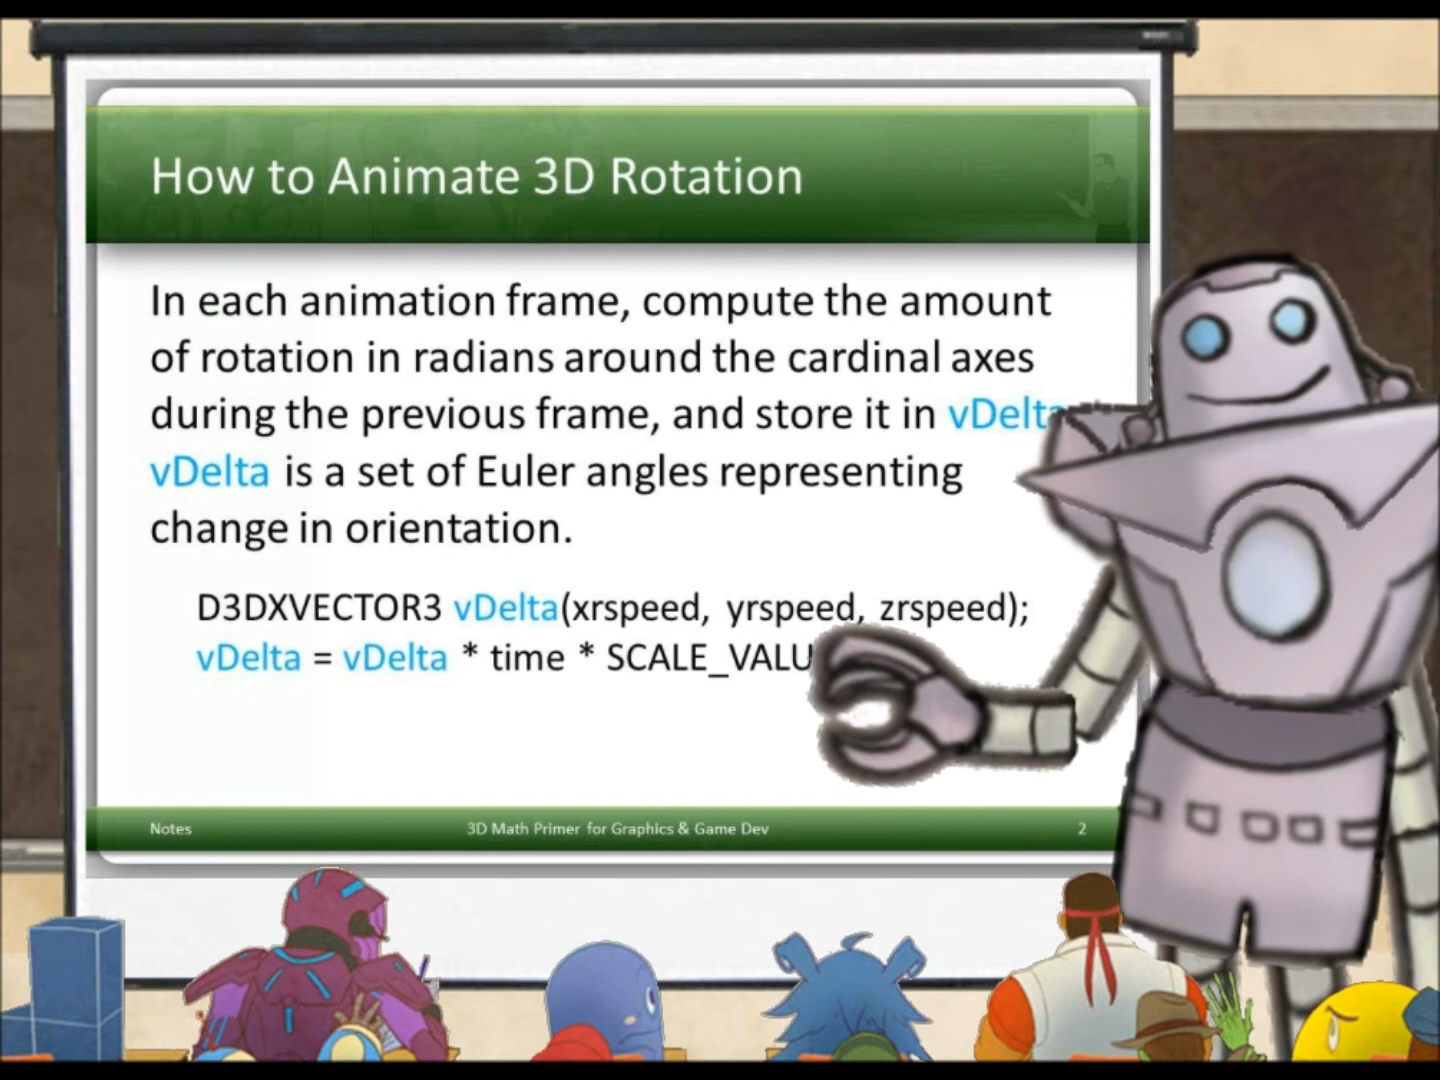 How to Animate 3D Rotation
In each animation frame, compute the amount
of rotation in radians around the cardinal axes
during the previous frame, and store it in vDelta
vDelta is a set of Euler angles representing
change in orientation.
D3DXVECTOR3 vDelta(xrspeed, yrspeed, zrspeed);
vDelta = vDelta * time * SCALE_VALU
Notes
3D Math Primer for Graphics & Game Dev
2